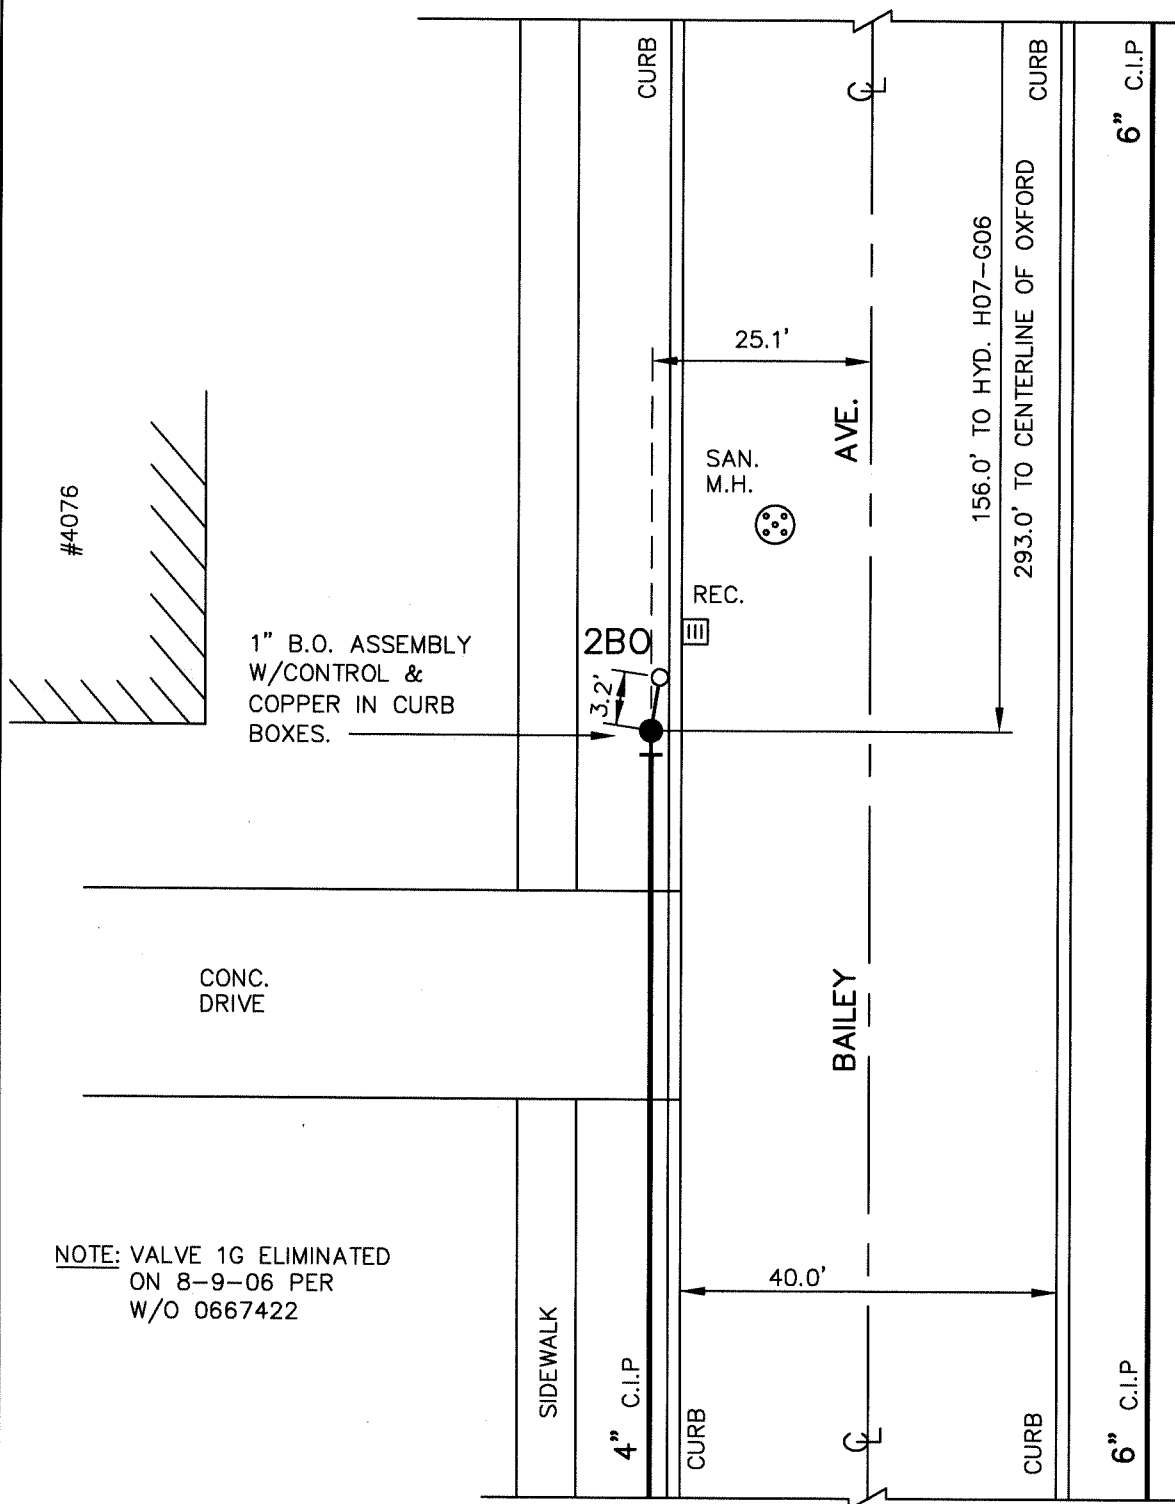 CURB
℄
CURB
6" C.I.P
156.0' TO HYD. H07-G06
293.0' TO CENTERLINE OF OXFORD
25.1'
AVE.
SAN.
M.H.
#4076
REC.
2BO
3.2'
1" B.O. ASSEMBLY
W/CONTROL &
COPPER IN CURB
BOXES.
CONC.
DRIVE
BAILEY
NOTE: VALVE 1G ELIMINATED
ON 8-9-06 PER
W/O 0667422
40.0'
SIDEWALK
4" C.I.P
CURB
℄
CURB
6" C.I.P